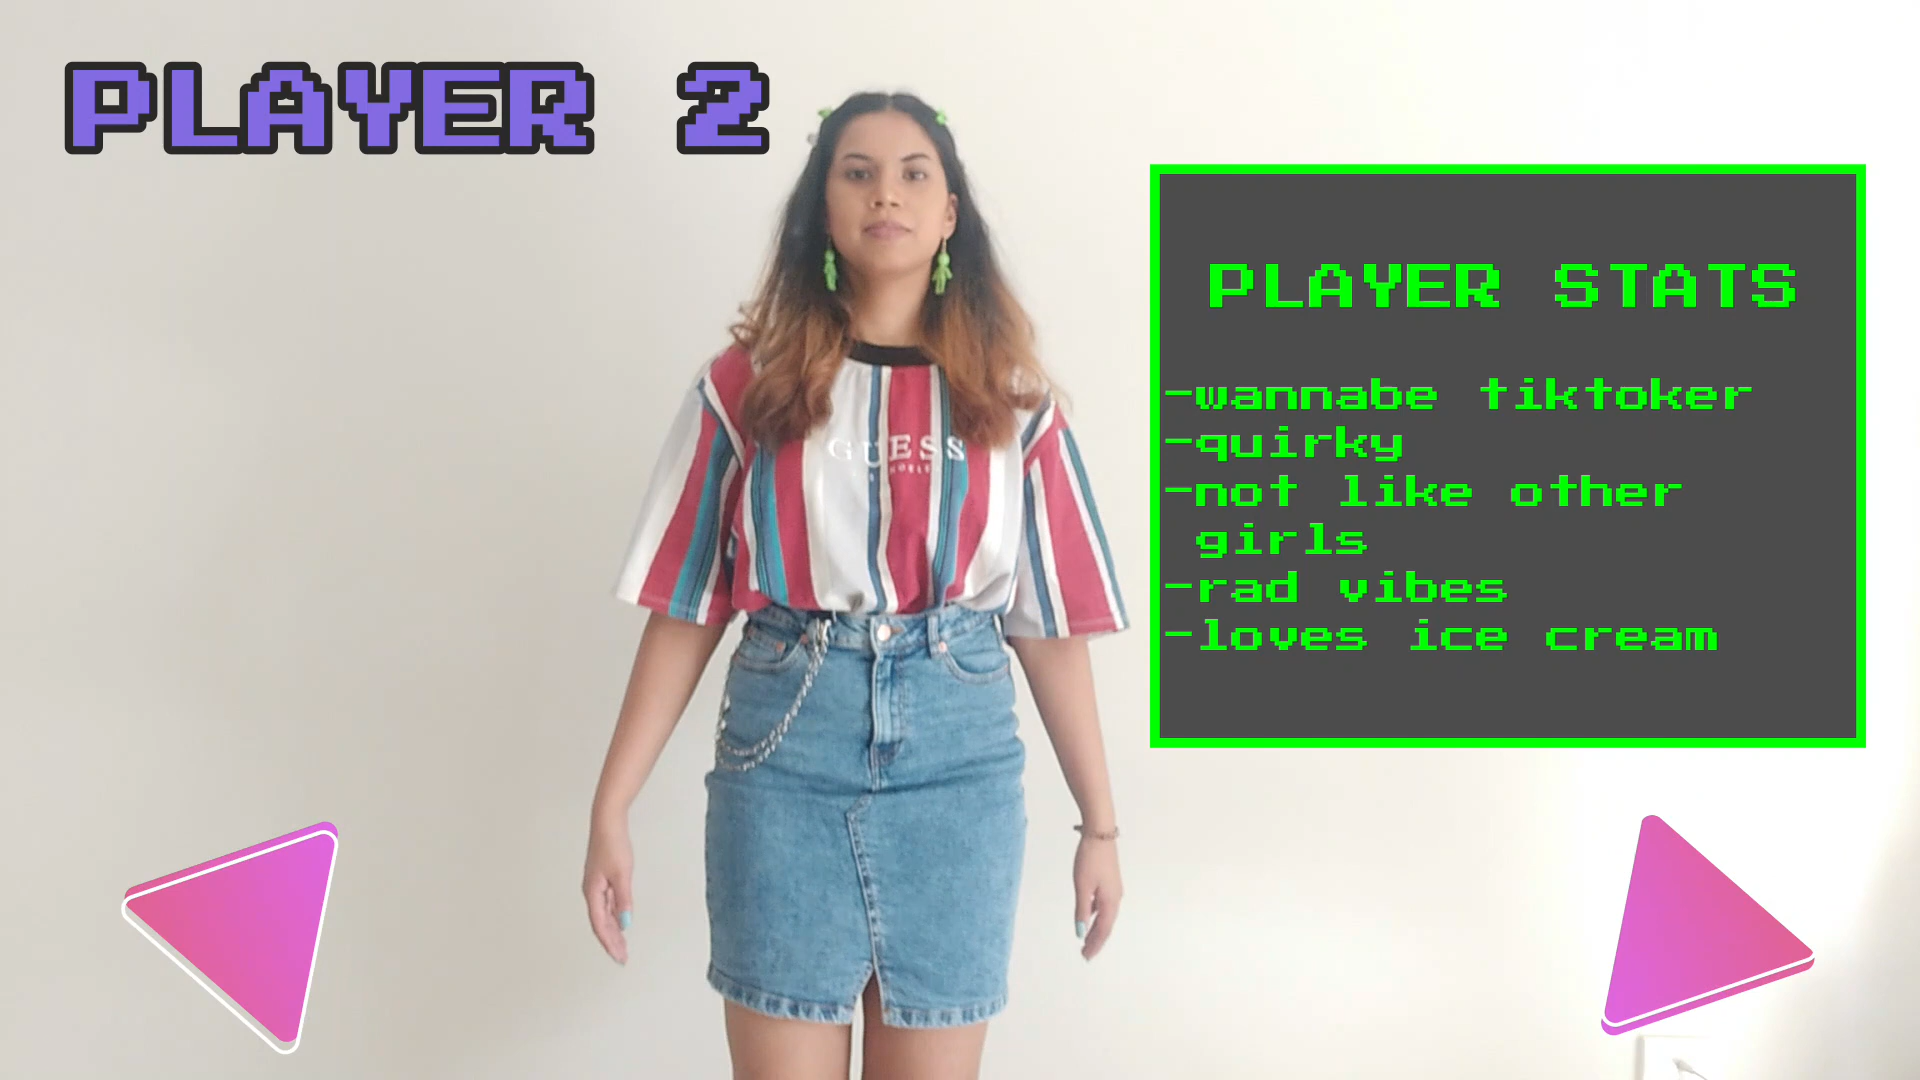 PLAYER 2
PLAYER STATS
-wannabe tiktoker
-quirky
-not like other
girls
-rad vibes
-loves ice cream
GUESS